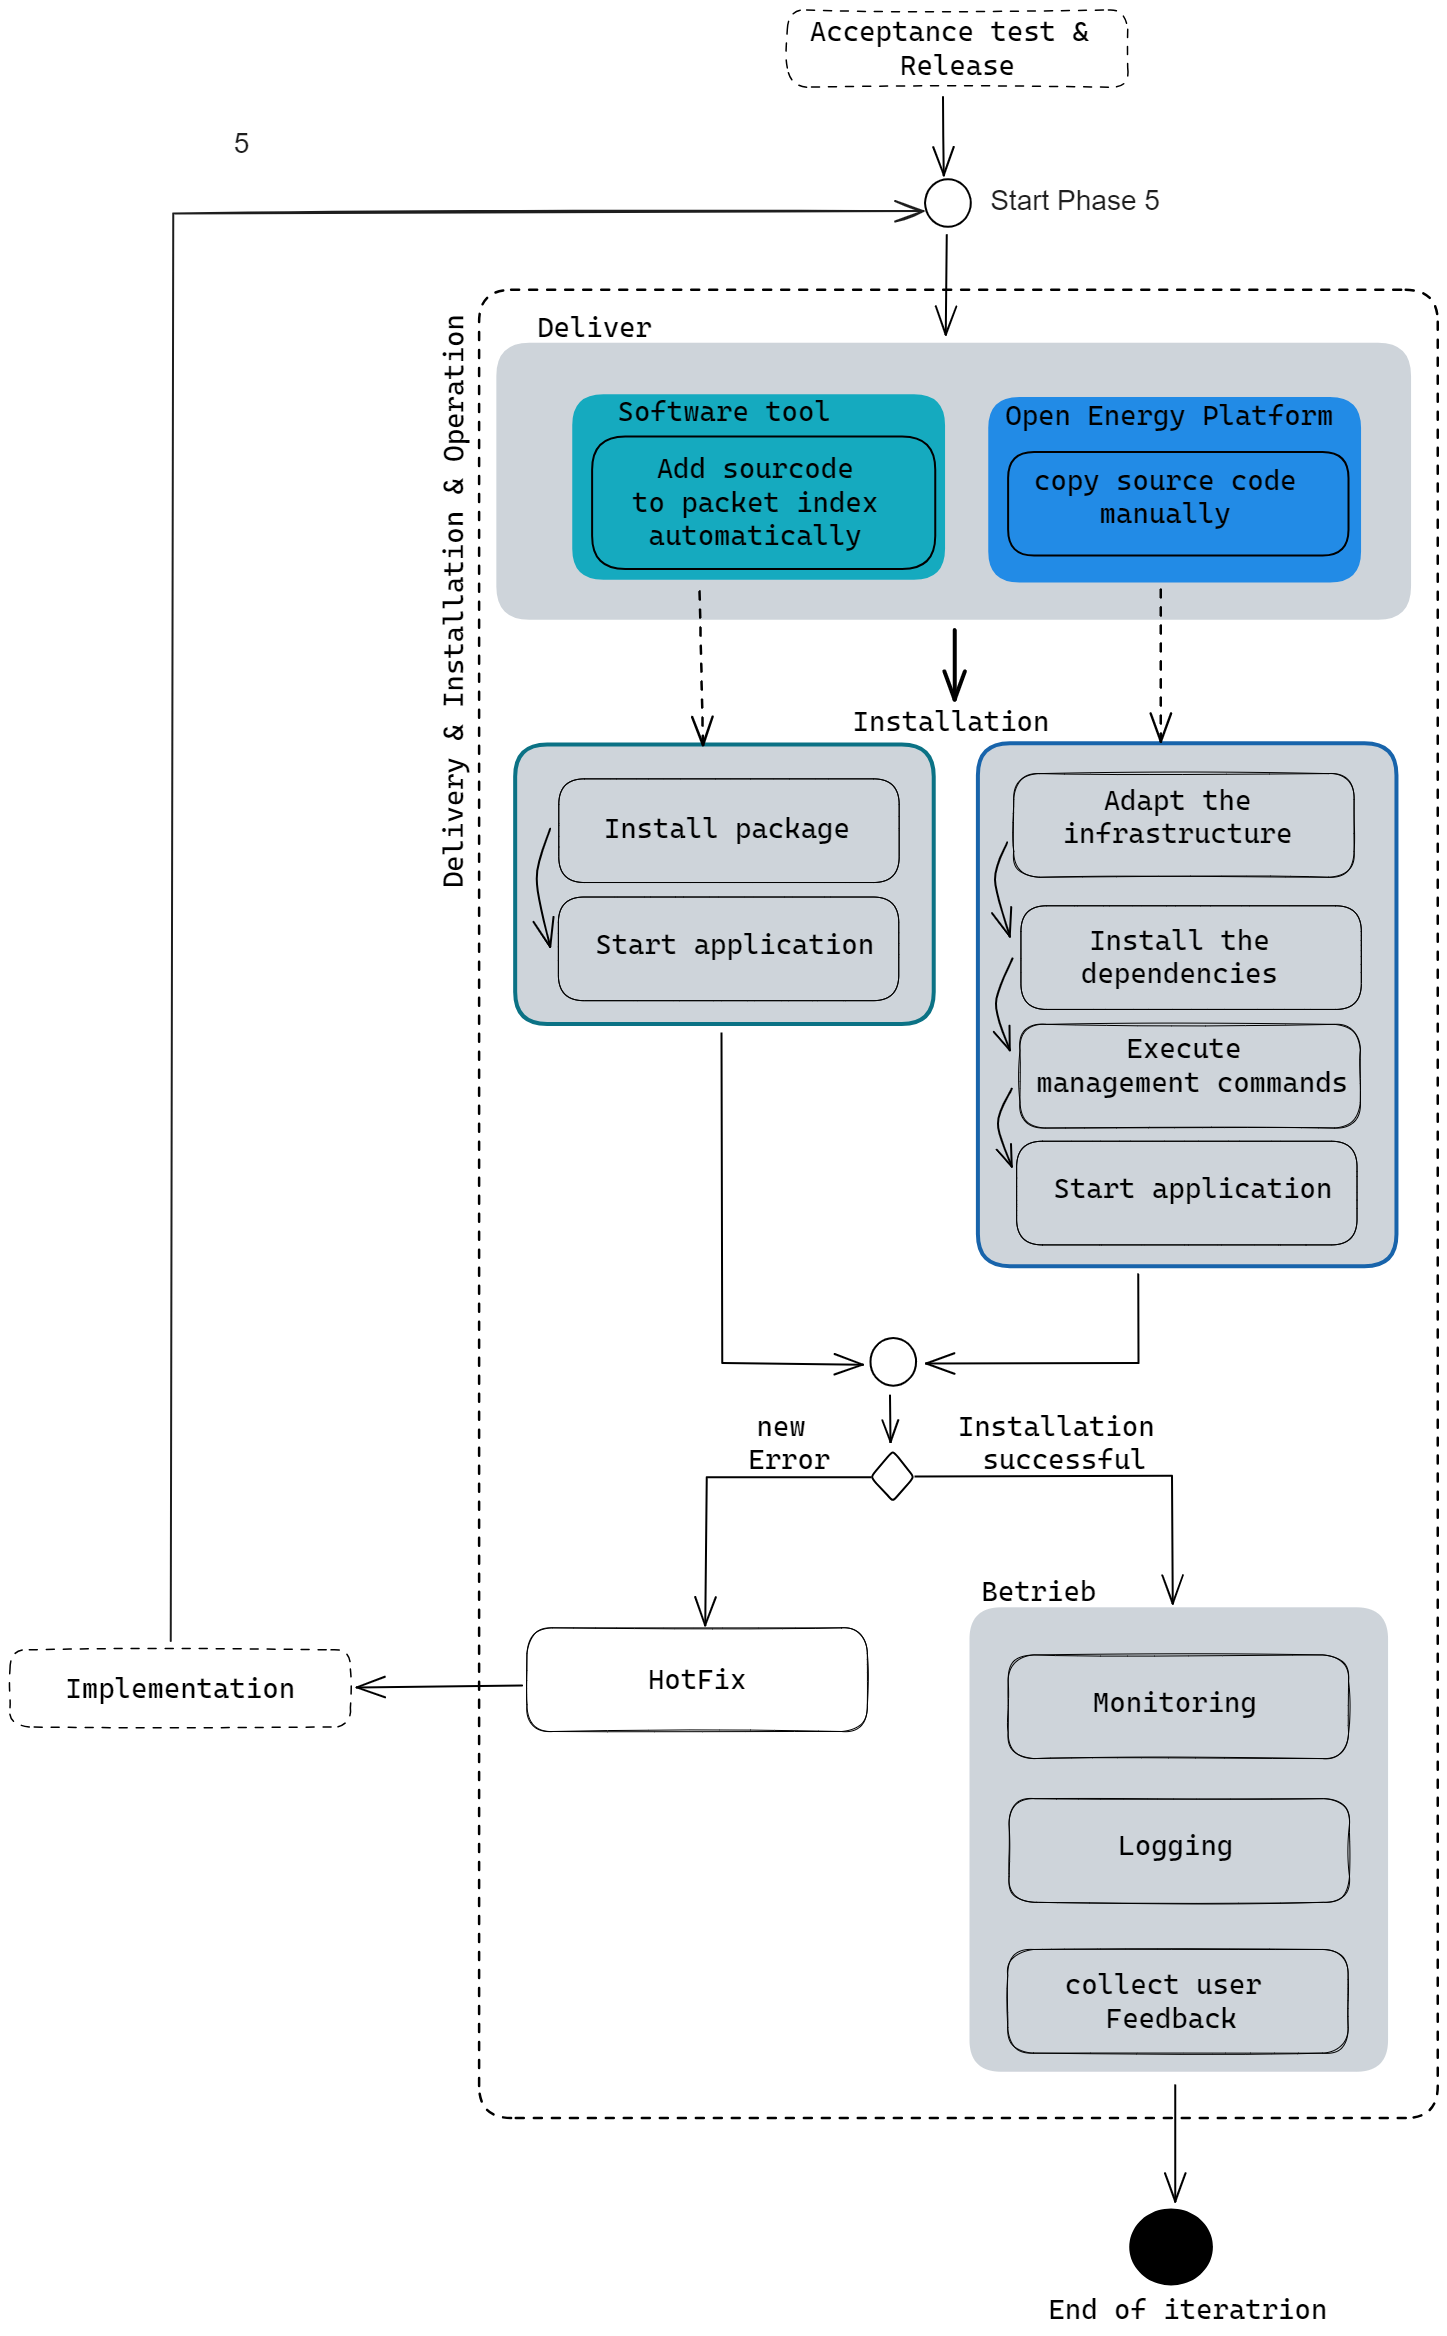 Acceptance test &
Release
5
Start Phase 5
Delivery & Installation & Operation
Deliver
Software tool
Add sourcode
to packet index
automatically
Open Energy Platform
copy source code
manually
Installation
Install package
Start application
Adapt the
infrastructure
Install the
dependencies
Execute
management commands
Start application
new
Error
Installation
successful
HotFix
Implementation
Betrieb
Monitoring
Logging
collect user
Feedback
End of iteratrion